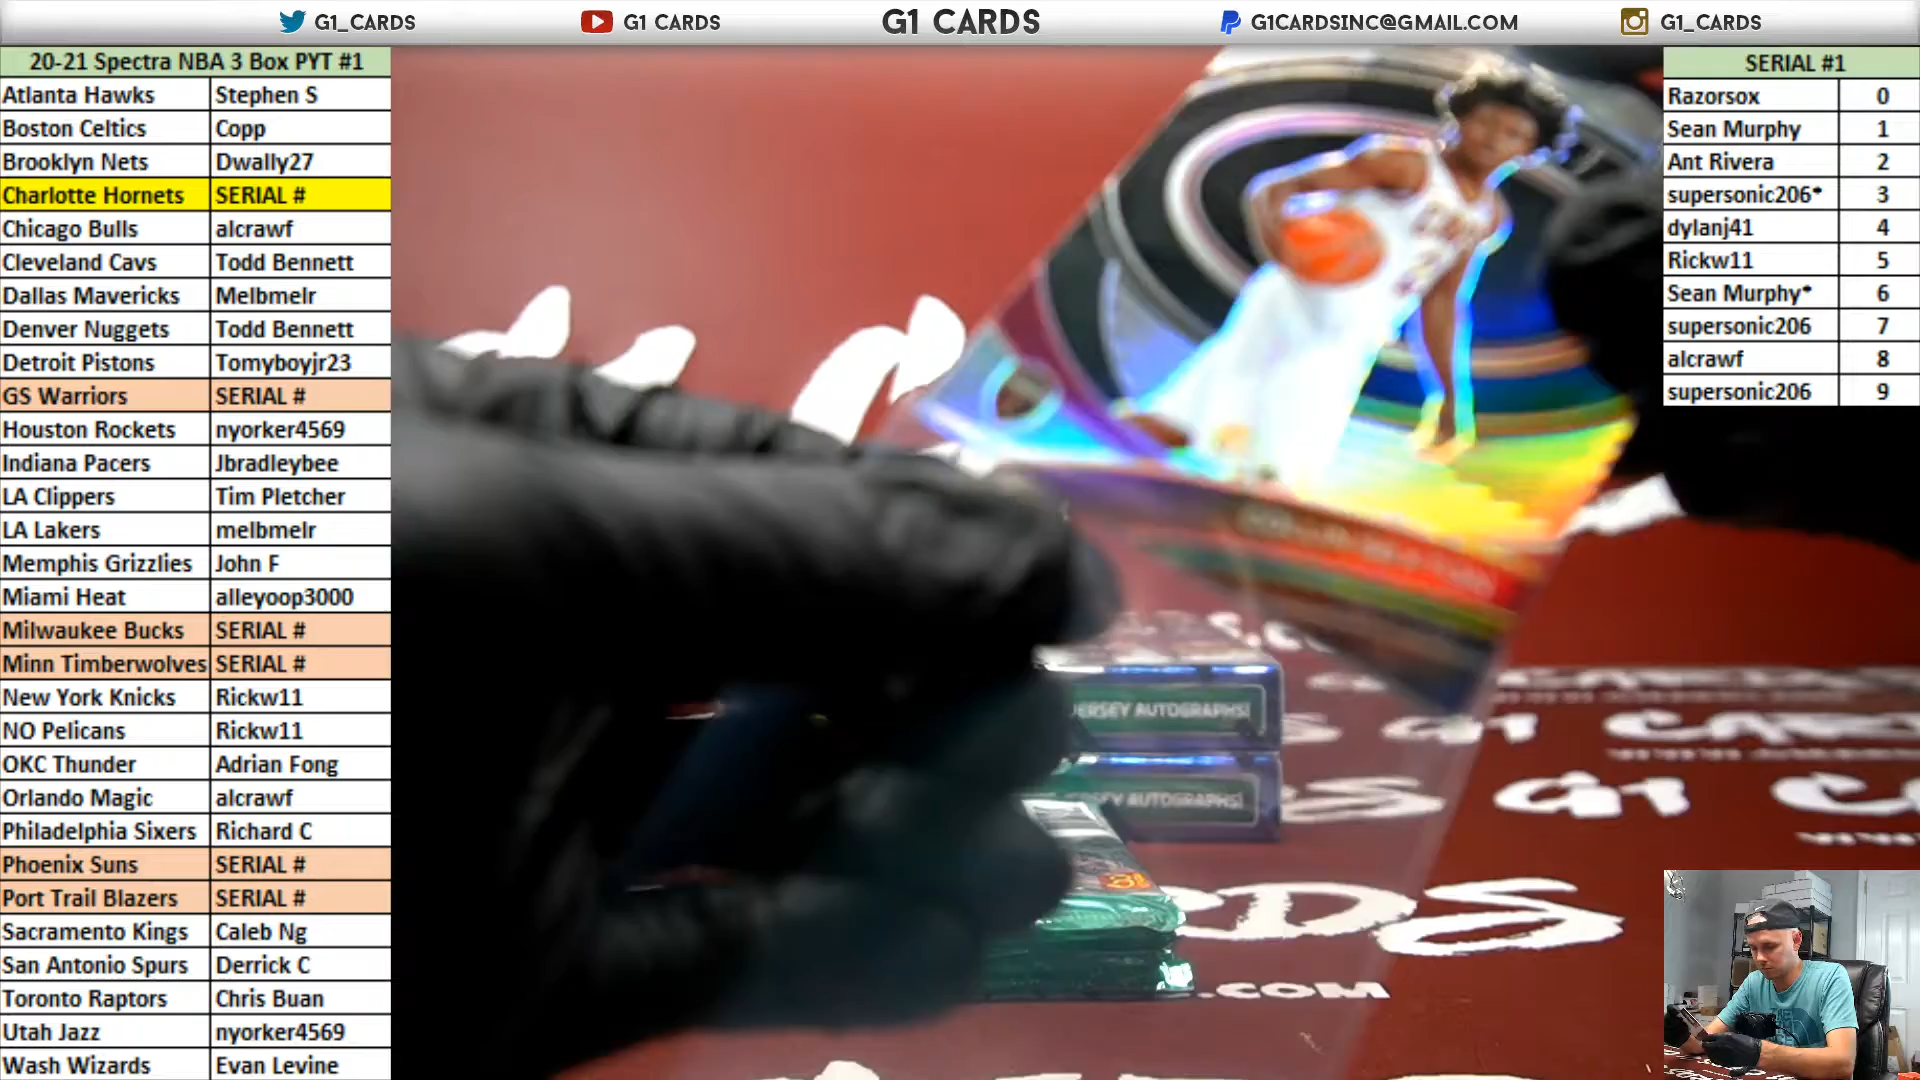 G1_CARDS G1 CARDS G1 CARDS G1CARDSINC@GMAIL.COM G1_CARDS
20-21 Spectra NBA 3 Box PYT #1
Atlanta Hawks Stephen S
Boston Celtics Copp
Brooklyn Nets Dwally27
Charlotte Hornets SERIAL #
Chicago Bulls alcrawf
Cleveland Cavs Todd Bennett
Dallas Mavericks Melbmelr
Denver Nuggets Todd Bennett
Detroit Pistons Tomyboyjr23
GS Warriors SERIAL #
Houston Rockets nyorker4569
Indiana Pacers Jbradleybee
LA Clippers Tim Pletcher
LA Lakers melbmelr
Memphis Grizzlies John F
Miami Heat alleyoop3000
Milwaukee Bucks SERIAL #
Minn Timberwolves SERIAL #
New York Knicks Rickw11
NO Pelicans Rickw11
OKC Thunder Adrian Fong
Orlando Magic alcrawf
Philadelphia Sixers Richard C
Phoenix Suns SERIAL #
Port Trail Blazers SERIAL #
Sacramento Kings Caleb Ng
San Antonio Spurs Derrick C
Toronto Raptors Chris Buan
Utah Jazz nyorker4569
Wash Wizards Evan Levine
SERIAL #1
Razorsox 0
Sean Murphy 1
Ant Rivera 2
supersonic206* 3
dylanj41 4
Rickw11 5
Sean Murphy* 6
supersonic206 7
alcrawf 8
supersonic206 9
JERSEY AUTOGRAPHS!
JERSEY AUTOGRAPHS!
S G1 CARDS
S G1 C
RDS
.COM